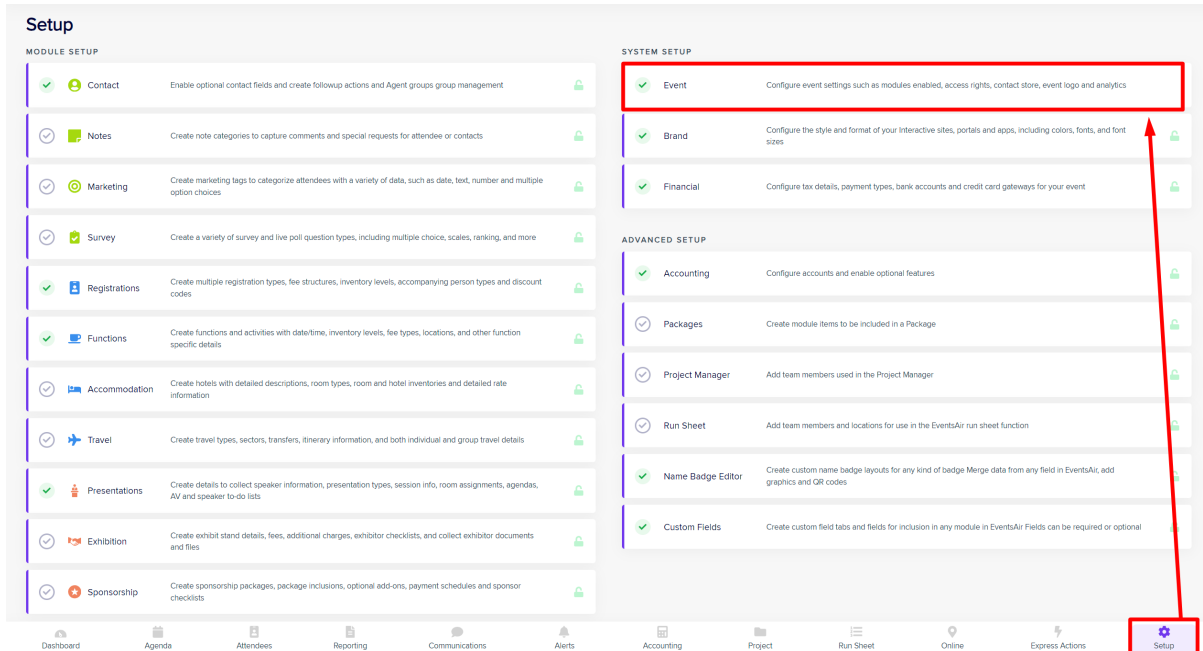 Setup
MODULE SETUP
Contact
Enable optional contact fields and create followup actions and Agent groups group management
Notes
Create note categories to capture comments and special requests for attendee or contacts
Marketing
Create marketing tags to categorize attendees with a variety of data, such as date, text, number and multiple
option choices
Survey
Create a variety of survey and live poll question types, including multiple choice, scales, ranking, and more
Registrations
Create multiple registration types, fee structures, inventory levels, accompanying person types and discount
codes
Functions
Create functions and activities with date/time, inventory levels, fee types, locations, and other function
specific details
Accommodation
Create hotels with detailed descriptions, room types, room and hotel inventories and detailed rate
information
Travel
Create travel types, sectors, transfers, itinerary information, and both individual and group travel details
Presentations
Create details to collect speaker information, presentation types, session info, room assignments, agendas,
AV and speaker to-do lists
Exhibition
Create exhibit stand details, fees, additional charges, exhibitor checklists, and collect exhibitor documents
and files
Sponsorship
Create sponsorship packages, package inclusions, optional add-ons, payment schedules and sponsor
checklists
SYSTEM SETUP
Event
Configure event settings such as modules enabled, access rights, contact store, event logo and analytics
Brand
Configure the style and format of your Interactive sites, portals and apps, including colors, fonts, and font
sizes
Financial
Configure tax details, payment types, bank accounts and credit card gateways for your event
ADVANCED SETUP
Accounting
Configure accounts and enable optional features
Packages
Create module items to be included in a Package
Project Manager
Add team members used in the Project Manager
Run Sheet
Add team members and locations for use in the EventsAir run sheet function
Name Badge Editor
Create custom name badge layouts for any kind of badge Merge data from any field in EventsAir, add
graphics and QR codes
Custom Fields
Create custom field tabs and fields for inclusion in any module in EventsAir Fields can be required or optional
Dashboard
Agenda
Attendees
Reporting
Communications
Alerts
Accounting
Project
Run Sheet
Online
Express Actions
Setup